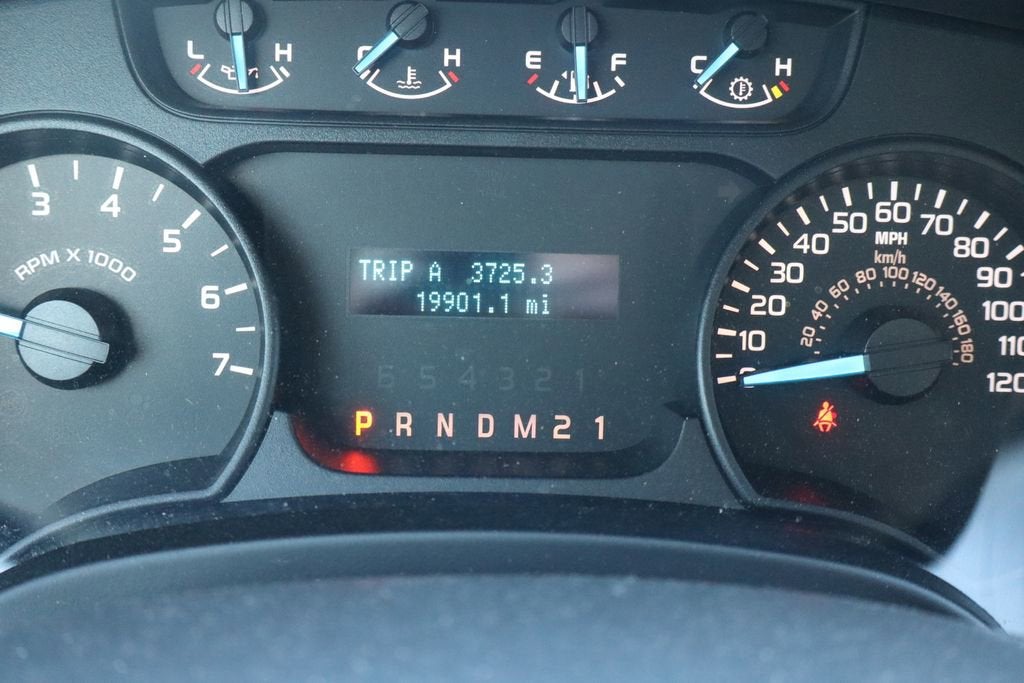 L H
C H
E F
C H
3 4 5 6 7
RPM X 1000
TRIP A 3725.3
19901.1 mi
6 5 4 3 2 1
P R N D M 2 1
0 10 20 30 40 50 60 70 80 90 100 110 120
MPH
km/h
20 40 60 80 100 120 140 160 180